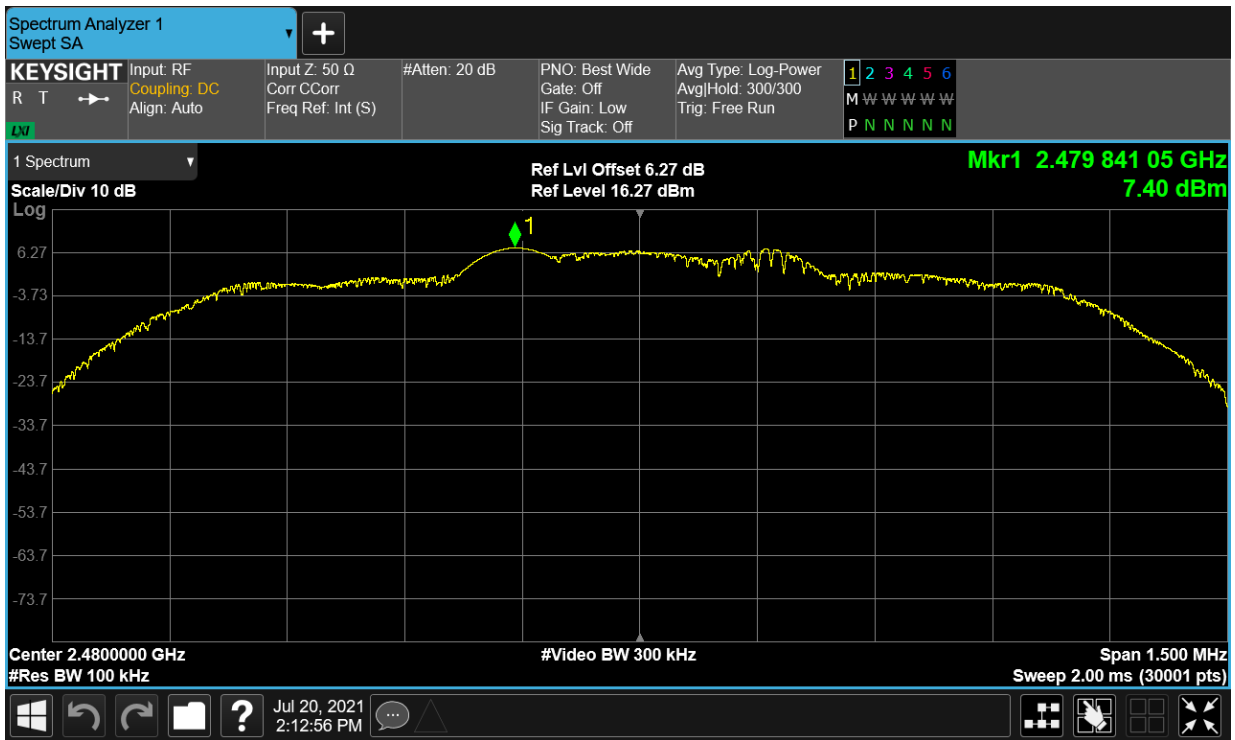 Spectrum Analyzer 1
Swept SA
KEYSIGHT
R T
LXI
Input: RF
Coupling: DC
Align: Auto
Input Z: 50 Ω
Corr CCorr
Freq Ref: Int (S)
#Atten: 20 dB
PNO: Best Wide
Gate: Off
IF Gain: Low
Sig Track: Off
Avg Type: Log-Power
Avg|Hold: 300/300
Trig: Free Run
1 2 3 4 5 6
M W W W W W
P N N N N N
1 Spectrum
Scale/Div 10 dB
Log
Ref Lvl Offset 6.27 dB
Ref Level 16.27 dBm
Mkr1 2.479 841 05 GHz
7.40 dBm
1
6.27
-3.73
-13.7
-23.7
-33.7
-43.7
-53.7
-63.7
-73.7
Center 2.4800000 GHz
#Res BW 100 kHz
#Video BW 300 kHz
Span 1.500 MHz
Sweep 2.00 ms (30001 pts)
?
Jul 20, 2021
2:12:56 PM